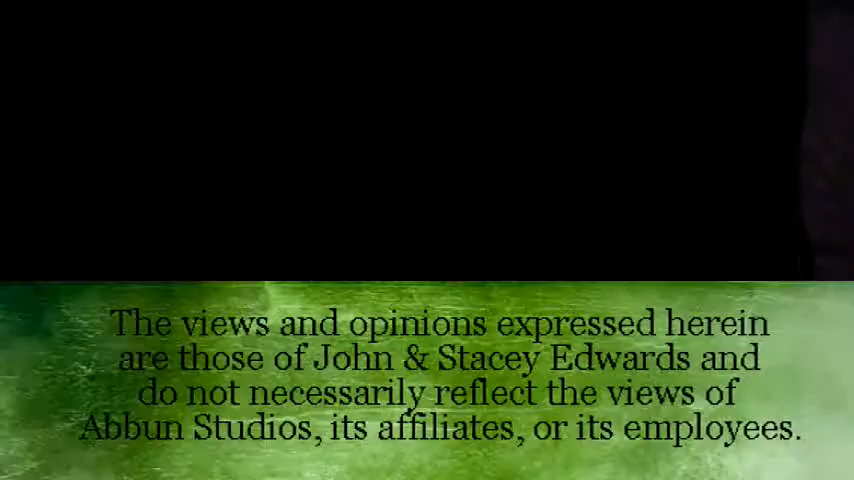 The views and opinions expressed herein
are those of John & Stacey Edwards and
do not necessarily reflect the views of
Abbun Studios, its affiliates, or its employees.